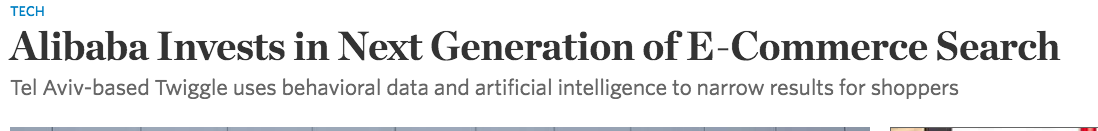 TECH
Alibaba Invests in Next Generation of E-Commerce Search
Tel Aviv-based Twiggle uses behavioral data and artificial intelligence to narrow results for shoppers